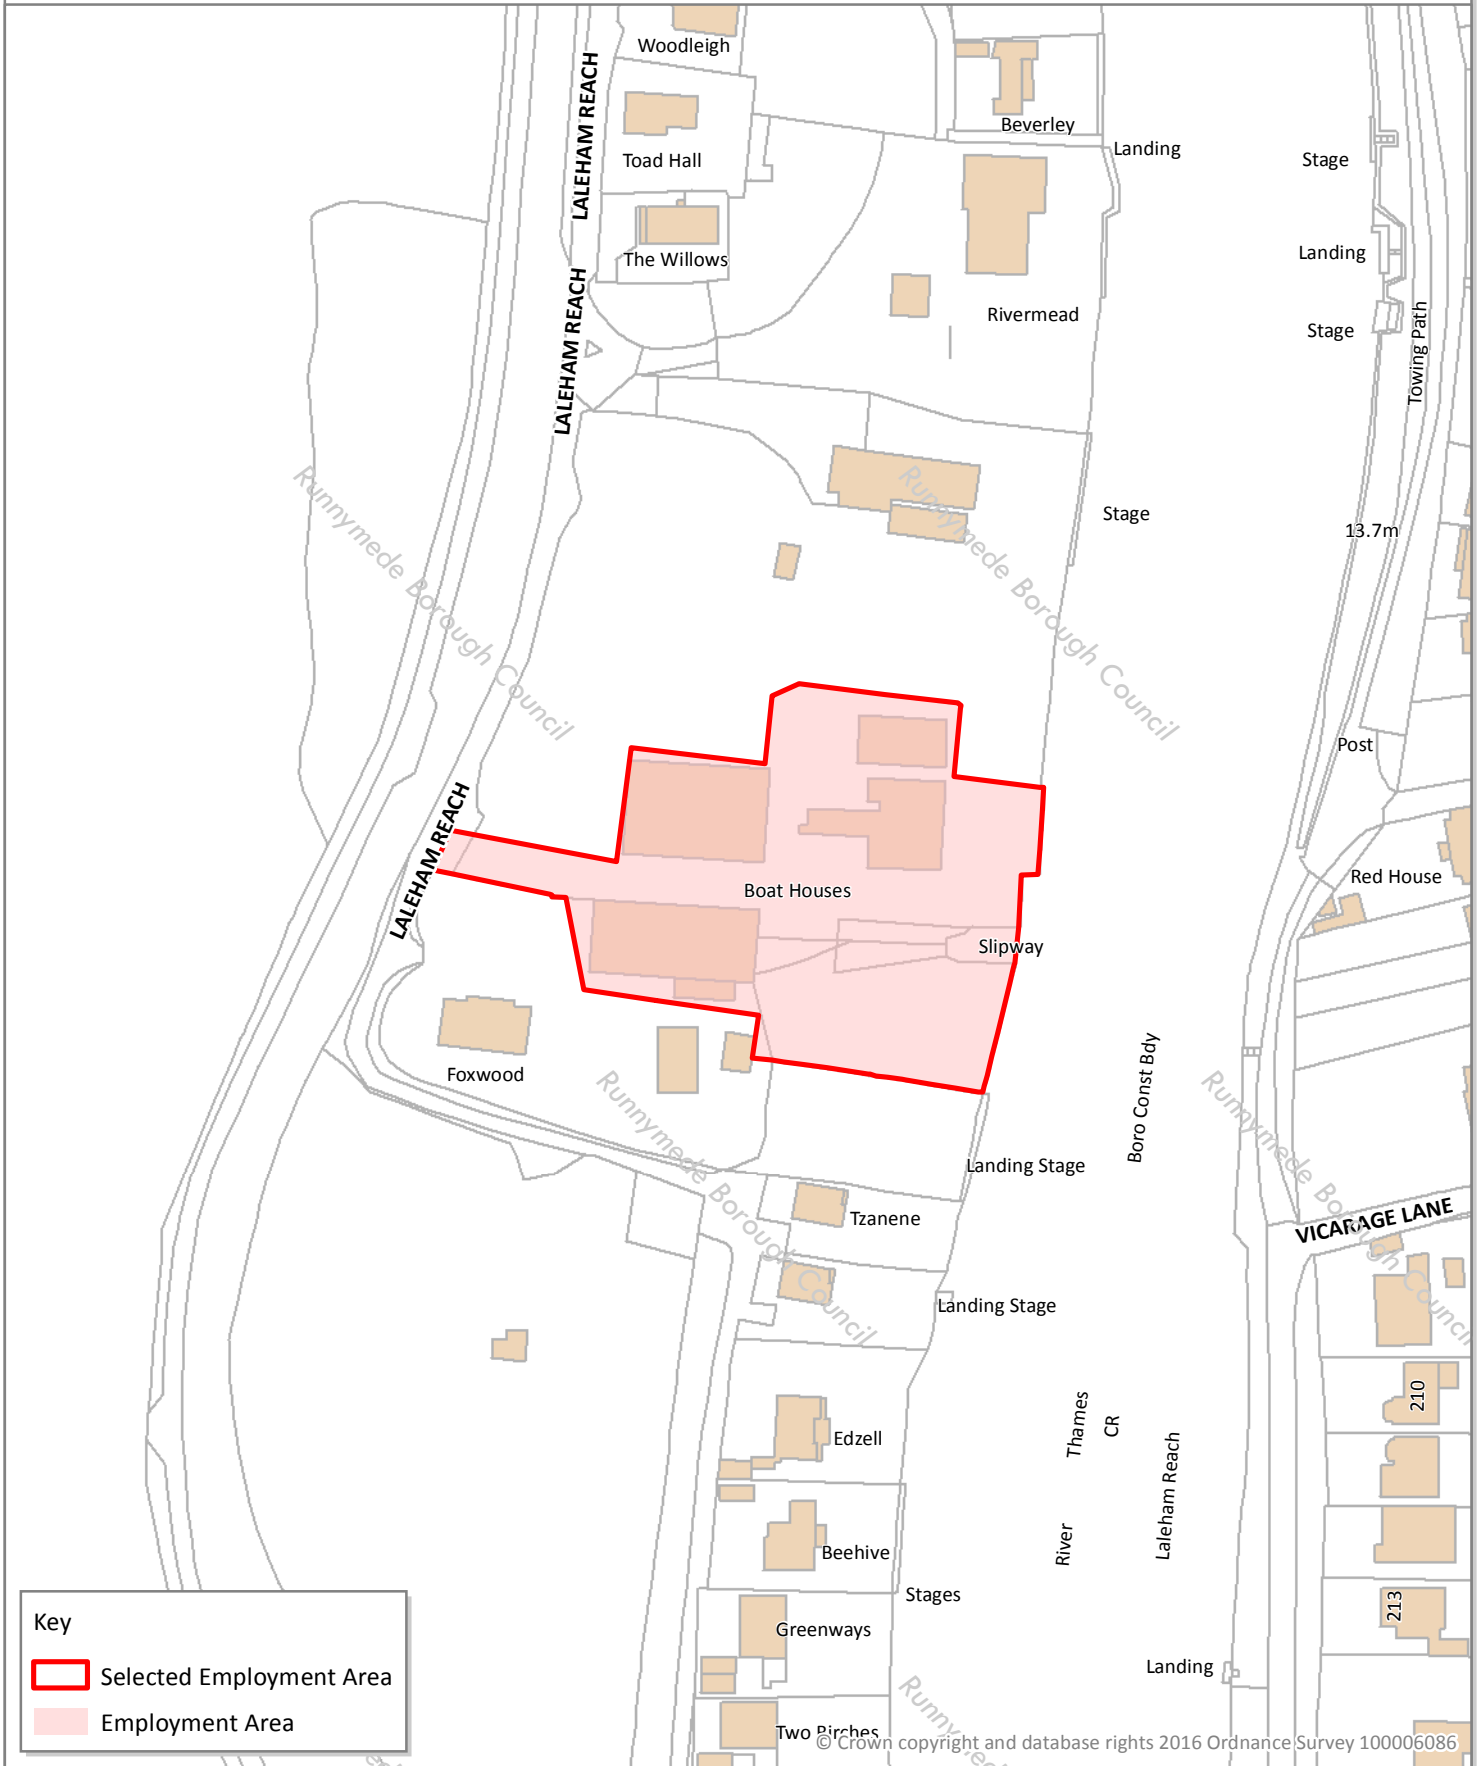 Woodleigh
LALEHAM REACH
Beverley
Landing
Stage
Toad Hall
The Willows
Landing
LALEHAM REACH
Rivermead
Stage
Towing Path
Runnymede Borough Council
Runnymede Borough Council
Stage
13.7m
Post
LALEHAM REACH
Boat Houses
Red House
Slipway
Foxwood
Boro Const Bdy
Runnymede Borough Council
Runnymede Borough Council
Landing Stage
Tzanene
VICARAGE LANE
Landing Stage
210
Thames
CR
Edzell
River
Laleham Reach
Beehive
Stages
213
Greenways
Landing
Two Birches
Key
Selected Employment Area
Employment Area
© Crown copyright and database rights 2016 Ordnance Survey 100006086